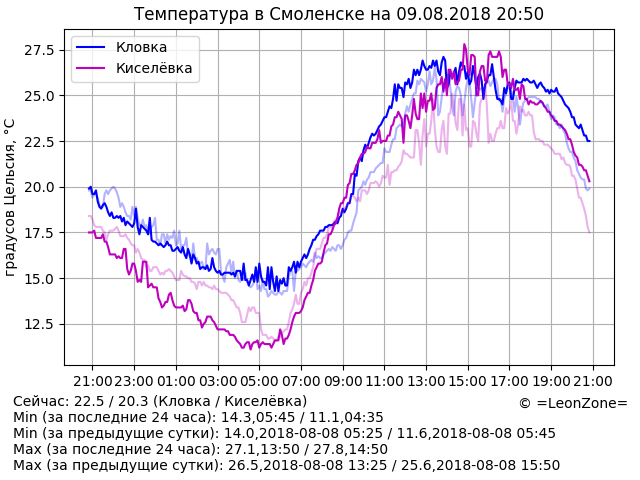 Температура в Смоленске на 09.08.2018 20:50
Кловка
Киселёвка
градусов Цельсия, °C
27.5
25.0
22.5
20.0
17.5
15.0
12.5
21:00 23:00 01:00 03:00 05:00 07:00 09:00 11:00 13:00 15:00 17:00 19:00 21:00
Сейчас: 22.5 / 20.3 (Кловка / Киселёвка)
© =LeonZone=
Min (за последние 24 часа): 14.3,05:45 / 11.1,04:35
Min (за предыдущие сутки): 14.0,2018-08-08 05:25 / 11.6,2018-08-08 05:45
Max (за последние 24 часа): 27.1,13:50 / 27.8,14:50
Max (за предыдущие сутки): 26.5,2018-08-08 13:25 / 25.6,2018-08-08 15:50